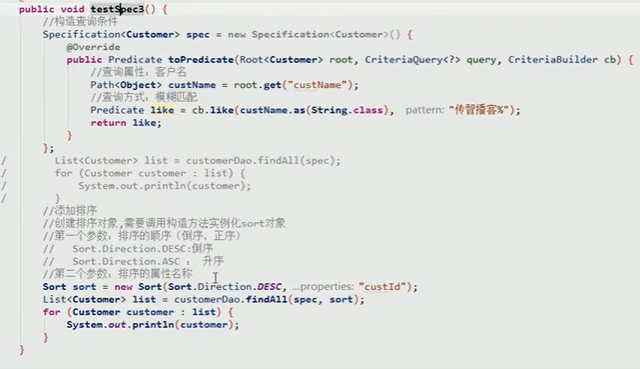 public void testSpec3() {
//构造查询条件
Specification<Customer> spec = new Specification<Customer>() {
@Override
public Predicate toPredicate(Root<Customer> root, CriteriaQuery<?> query, CriteriaBuilder cb) {
//查询属性：客户名
Path<Object> custName = root.get("custName");
//查询方式：模糊匹配
Predicate like = cb.like(custName.as(String.class), pattern: "传智播客%");
return like;
}
};
// List<Customer> list = customerDao.findAll(spec);
// for (Customer customer : list) {
// System.out.println(customer);
// }
//添加排序
//创建排序对象,需要调用构造方法实例化sort对象
//第一个参数：排序的顺序（倒序，正序）
// Sort.Direction.DESC:倒序
// Sort.Direction.ASC ： 升序
//第二个参数：排序的属性名称
Sort sort = new Sort(Sort.Direction.DESC, ...properties: "custId");
List<Customer> list = customerDao.findAll(spec, sort);
for (Customer customer : list) {
System.out.println(customer);
}
}